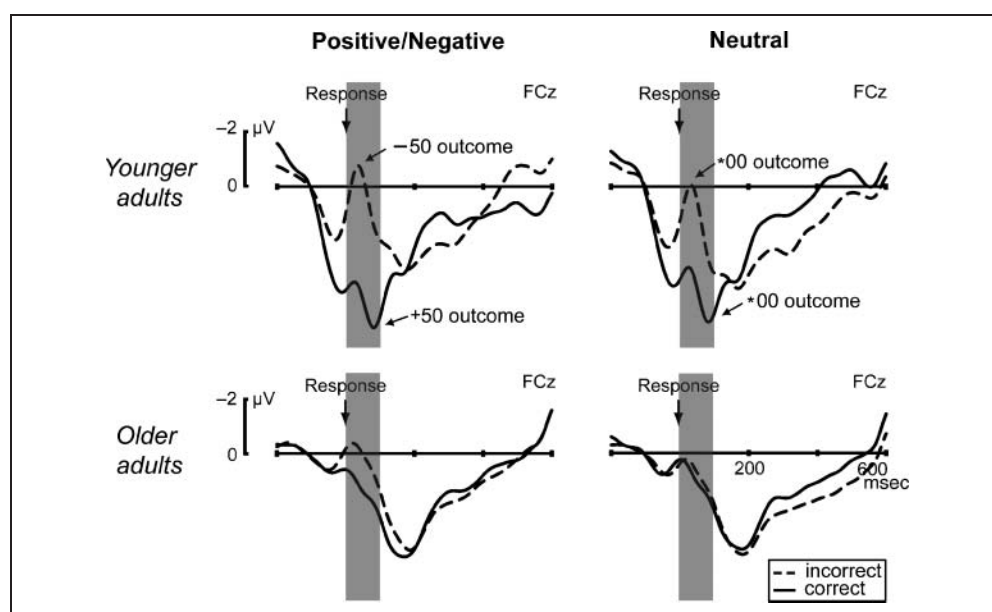 Positive/Negative
Neutral
Response
FCz
Response
FCz
−2
µV
−50 outcome
*00 outcome
Younger
adults
0
+50 outcome
*00 outcome
Response
FCz
Response
FCz
−2
µV
Older
adults
0
200
600
msec
incorrect
correct